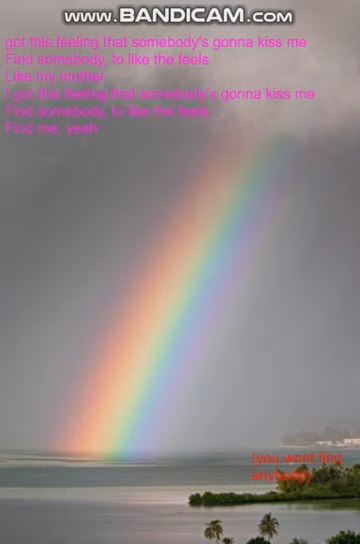 WWW.BANDICAM.COM
got this feeling that somebody's gonna kiss me
Find somebody, to like the feels
Like my mother
I got this feeling that somebody's gonna kiss me
Find somebody, to like the feels
Find me, yeah
(you wont find
anybody)